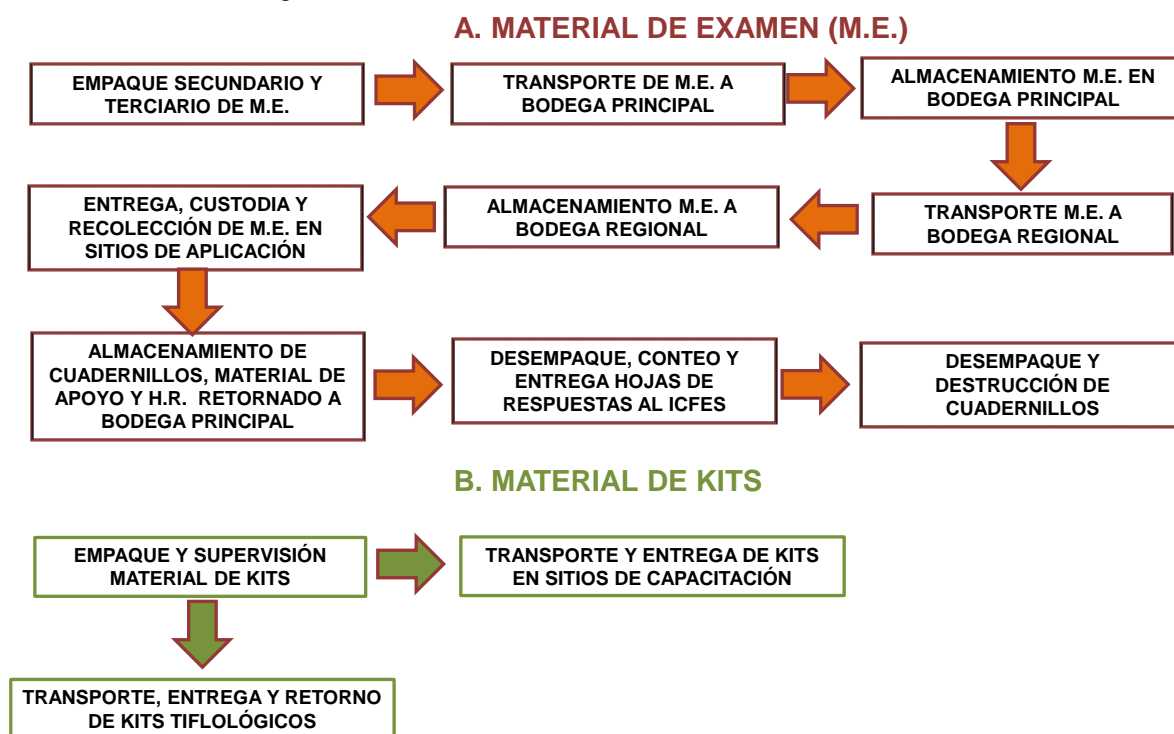 A. MATERIAL DE EXAMEN (M.E.)
EMPAQUE SECUNDARIO Y
TERCIARIO DE M.E.
TRANSPORTE DE M.E. A
BODEGA PRINCIPAL
ALMACENAMIENTO M.E. EN
BODEGA PRINCIPAL
TRANSPORTE M.E. A
BODEGA REGIONAL
ALMACENAMIENTO M.E. A
BODEGA REGIONAL
ENTREGA, CUSTODIA Y
RECOLECCIÓN DE M.E. EN
SITIOS DE APLICACIÓN
ALMACENAMIENTO DE
CUADERNILLOS, MATERIAL DE
APOYO Y H.R. RETORNADO A
BODEGA PRINCIPAL
DESEMPAQUE, CONTEO Y
ENTREGA HOJAS DE
RESPUESTAS AL ICFES
DESEMPAQUE Y
DESTRUCCIÓN DE
CUADERNILLOS
B. MATERIAL DE KITS
EMPAQUE Y SUPERVISIÓN
MATERIAL DE KITS
TRANSPORTE Y ENTREGA DE KITS
EN SITIOS DE CAPACITACIÓN
TRANSPORTE, ENTREGA Y RETORNO
DE KITS TIFLOLÓGICOS